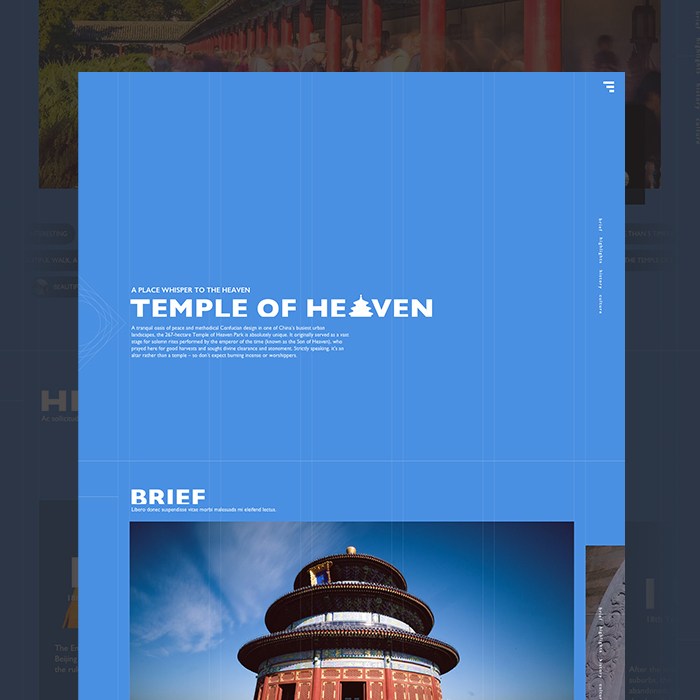 A PLACE WHISPER TO THE HEAVEN
TEMPLE OF HEAVEN
A tranquil oasis of peace and methodical Confucian design in one of China's busiest urban
landscapes, the 267-hectare Temple of Heaven Park is absolutely unique. It originally served as a vast
stage for solemn rites performed by the emperor of the time (known as the Son of Heaven), who
prayed here for good harvests and sought divine clearance and atonement. Strictly speaking, it's an
altar rather than a temple – so don't expect burning incense or worshippers.
brief highlights history culture
BRIEF
Libero donec suspendisse vitae morbi malesuada mi eleifend lectus.
brief highlights history